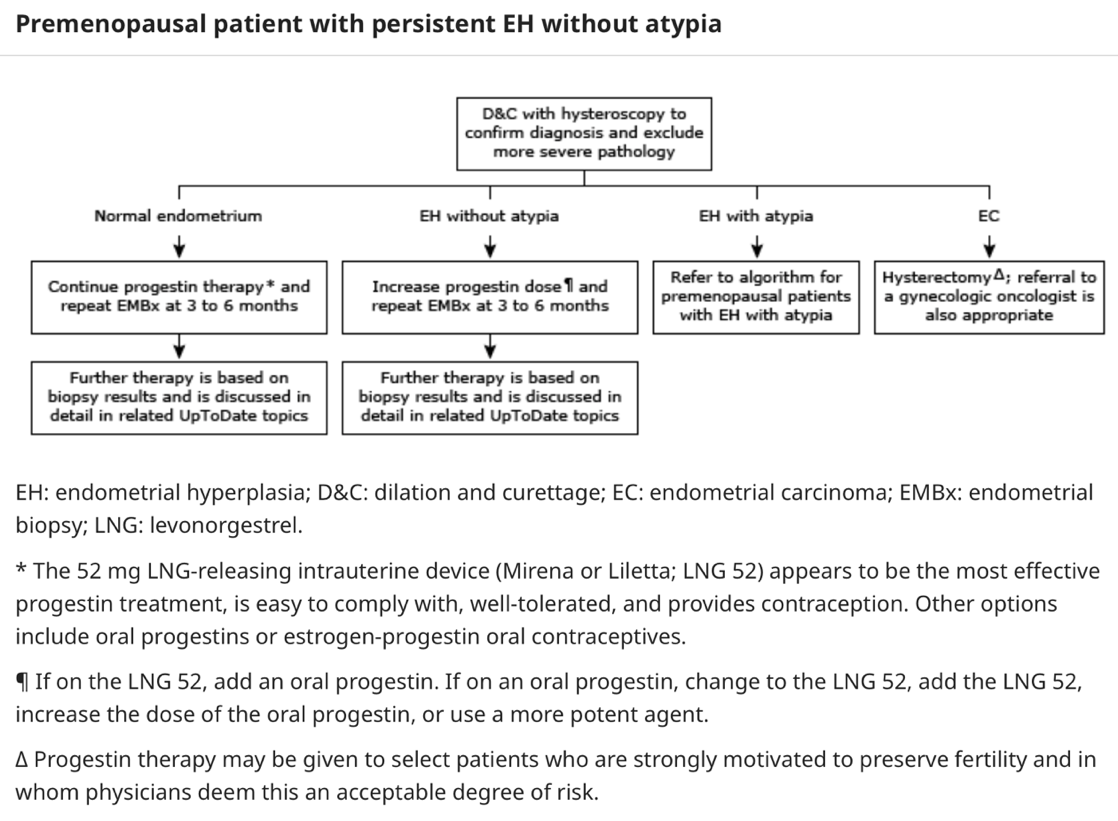 Premenopausal patient with persistent EH without atypia
D&C with hysteroscopy to
confirm diagnosis and exclude
more severe pathology
Normal endometrium
EH without atypia
EH with atypia
EC
Continue progestin therapy* and
repeat EMBx at 3 to 6 months
Increase progestin dose¶ and
repeat EMBx at 3 to 6 months
Refer to algorithm for
premenopausal patients
with EH with atypia
HysterectomyΔ; referral to
a gynecologic oncologist is
also appropriate
Further therapy is based on
biopsy results and is discussed in
detail in related UpToDate topics
Further therapy is based on
biopsy results and is discussed in
detail in related UpToDate topics
EH: endometrial hyperplasia; D&C: dilation and curettage; EC: endometrial carcinoma; EMBx: endometrial
biopsy; LNG: levonorgestrel.
* The 52 mg LNG-releasing intrauterine device (Mirena or Liletta; LNG 52) appears to be the most effective
progestin treatment, is easy to comply with, well-tolerated, and provides contraception. Other options
include oral progestins or estrogen-progestin oral contraceptives.
¶ If on the LNG 52, add an oral progestin. If on an oral progestin, change to the LNG 52, add the LNG 52,
increase the dose of the oral progestin, or use a more potent agent.
Δ Progestin therapy may be given to select patients who are strongly motivated to preserve fertility and in
whom physicians deem this an acceptable degree of risk.